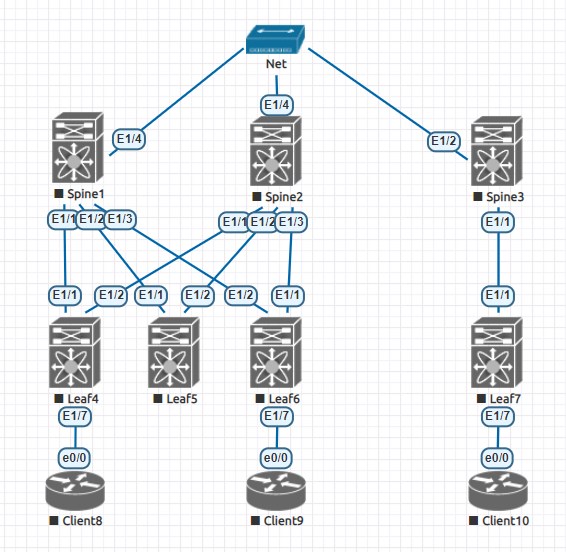 Net
E1/4
E1/4
E1/2
Spine1
Spine2
Spine3
E1/1 E1/2 E1/3
E1/1 E1/2 E1/3
E1/1
E1/1 E1/2 E1/1 E1/2 E1/2 E1/1
E1/1
Leaf4
Leaf5
Leaf6
Leaf7
E1/7
E1/7
E1/7
e0/0
e0/0
e0/0
Client8
Client9
Client10